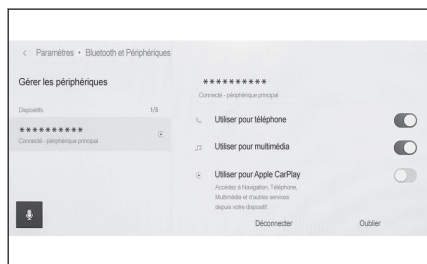 < Paramètres • Bluetooth et Périphériques
Gérer les périphériques
Dispositifs 1/5
**********
Connecté - périphérique principal
**********
Connecté - périphérique principal
Utiliser pour téléphone
Utiliser pour multimédia
Utiliser pour Apple CarPlay
Accédez à Navigation, Téléphone,
Multimédia et d'autres services
depuis votre dispositif
Déconnecter Oublier